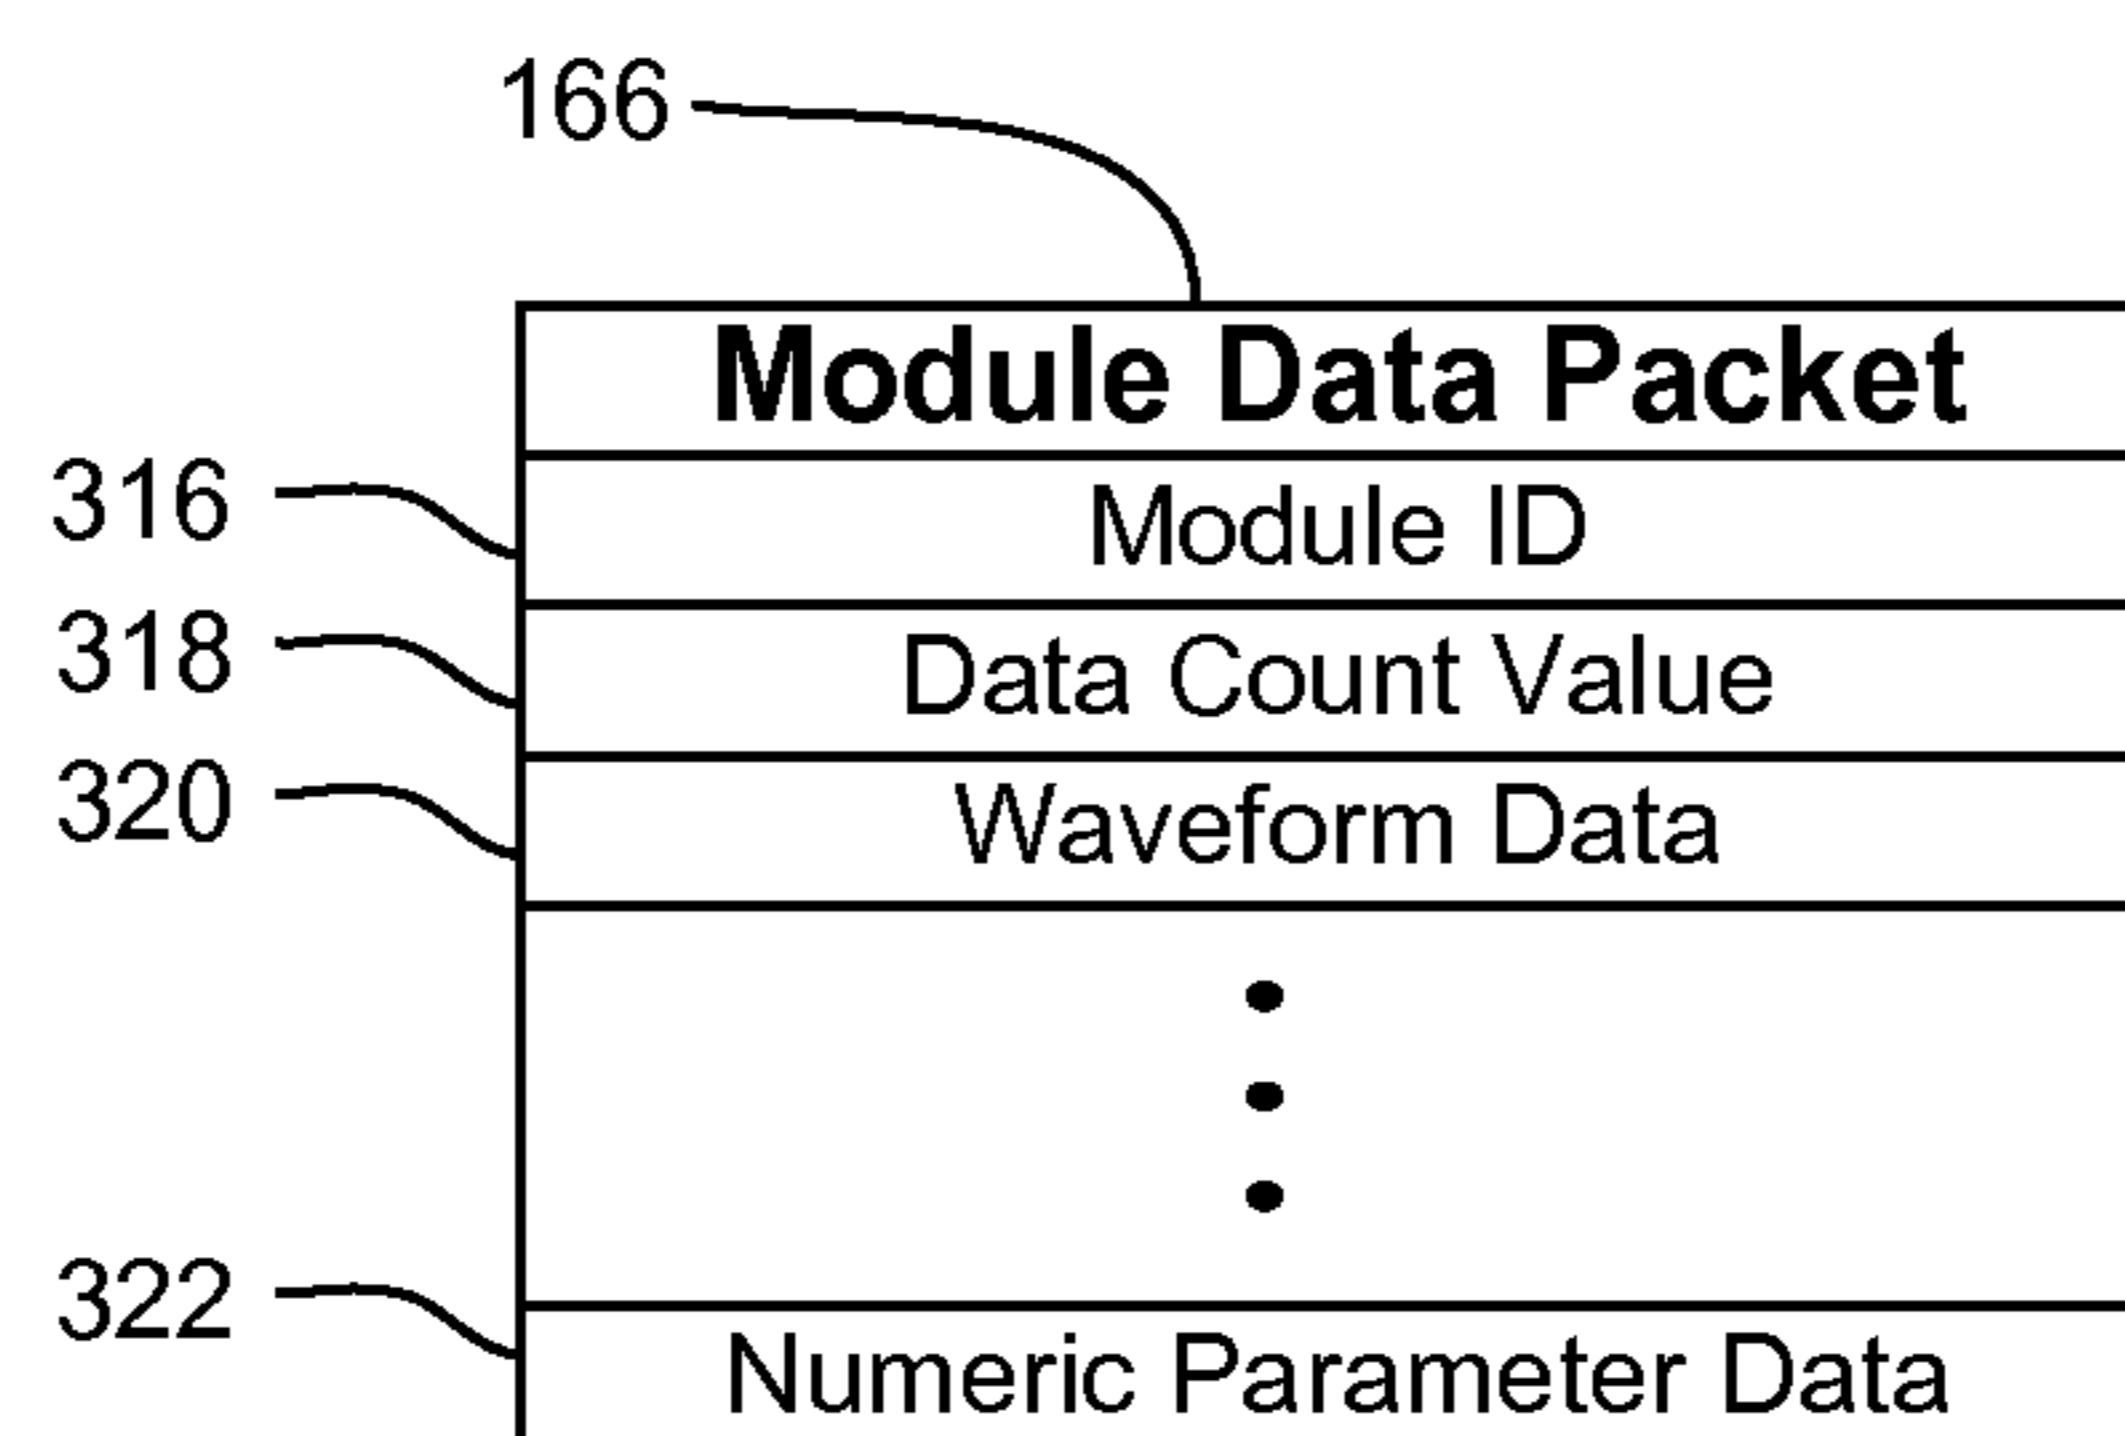 166
Module Data Packet
316 Module ID
318 Data Count Value
320 Waveform Data
322 Numeric Parameter Data